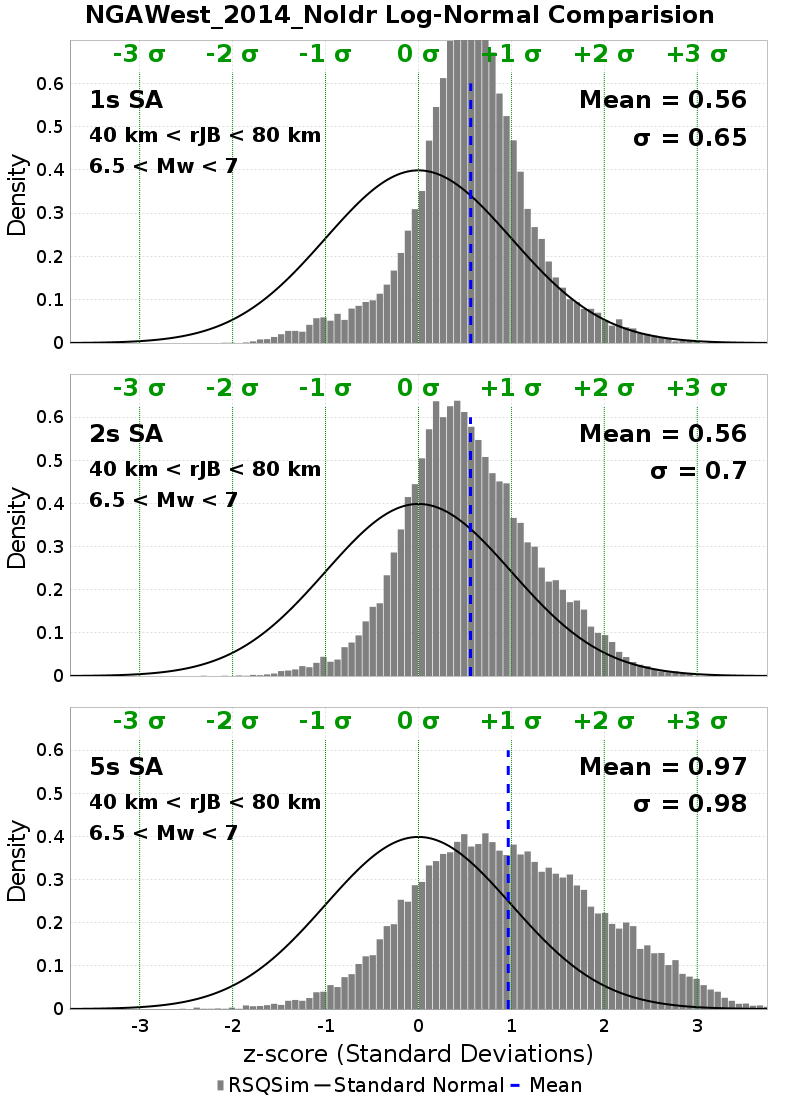 NGAWest_2014_NoIdr Log-Normal Comparision
-3 σ -2 σ -1 σ 0 σ +1 σ +2 σ +3 σ
0.6
1s SA Mean = 0.56
0.5
40 km < rJB < 80 km σ = 0.65
6.5 < Mw < 7
0.4
0.3
0.2
0.1
0
Density
-3 σ -2 σ -1 σ 0 σ +1 σ +2 σ +3 σ
0.6
2s SA Mean = 0.56
0.5
40 km < rJB < 80 km σ = 0.7
6.5 < Mw < 7
0.4
0.3
0.2
0.1
0
Density
-3 σ -2 σ -1 σ 0 σ +1 σ +2 σ +3 σ
0.6
5s SA Mean = 0.97
0.5
40 km < rJB < 80 km σ = 0.98
6.5 < Mw < 7
0.4
0.3
0.2
0.1
0
Density
-3 -2 -1 0 1 2 3
z-score (Standard Deviations)
RSQSim Standard Normal Mean